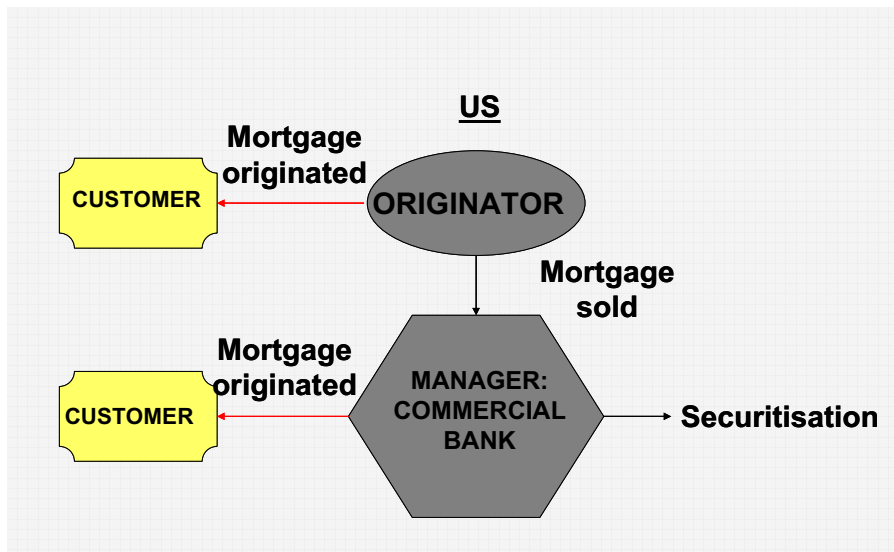 US
Mortgage
originated
CUSTOMER
ORIGINATOR
Mortgage
sold
Mortgage
originated
CUSTOMER
MANAGER:
COMMERCIAL
BANK
Securitisation